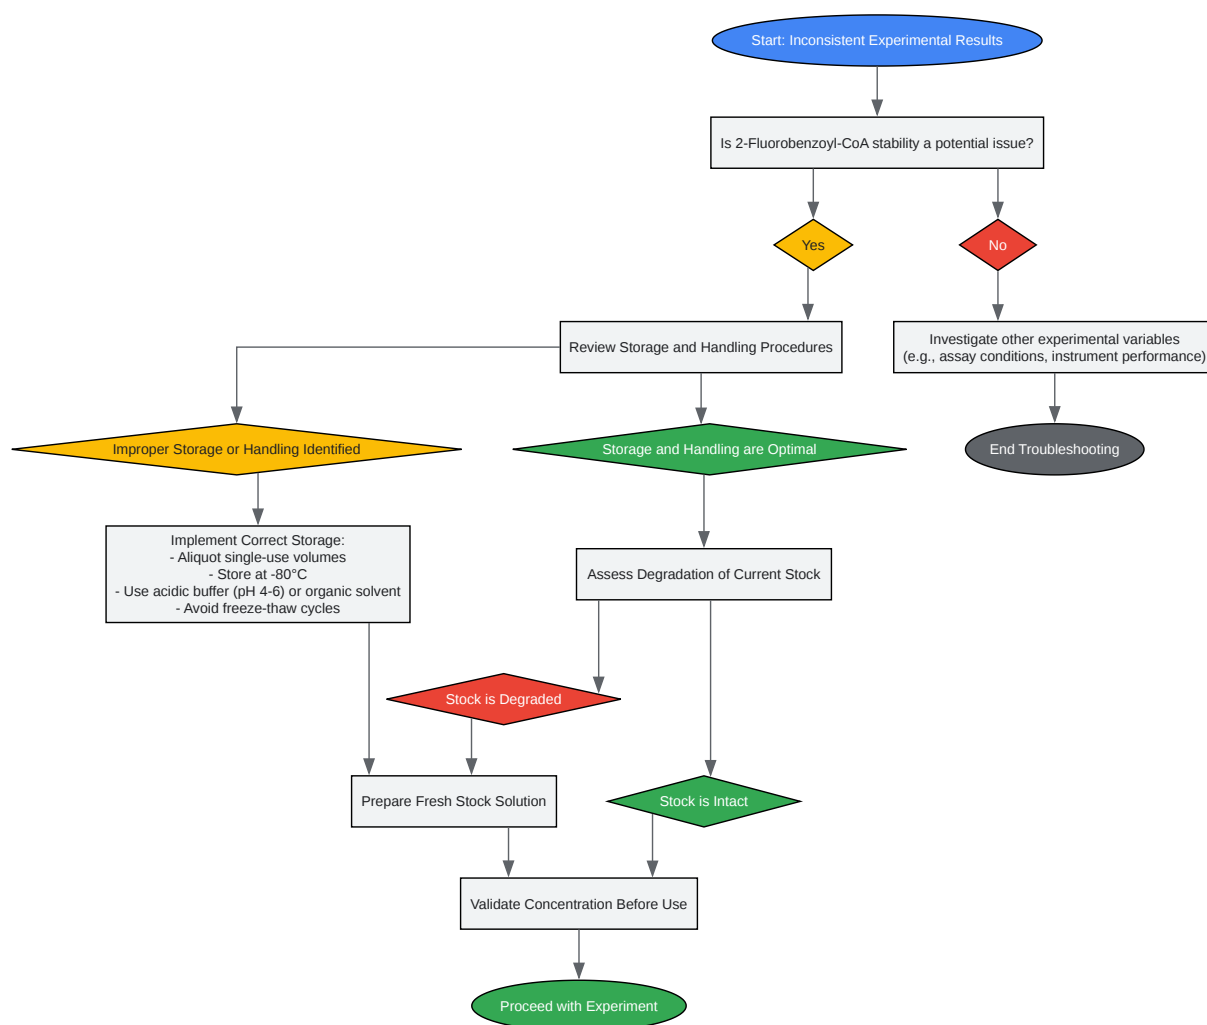 Start: Inconsistent Experimental Results
Is 2-Fluorobenzoyl-CoA stability a potential issue?
Yes
No
Review Storage and Handling Procedures
Investigate other experimental variables
(e.g., assay conditions, instrument performance)
Improper Storage or Handling Identified
Storage and Handling are Optimal
End Troubleshooting
Implement Correct Storage:
- Aliquot single-use volumes
- Store at -80°C
- Use acidic buffer (pH 4-6) or organic solvent
- Avoid freeze-thaw cycles
Assess Degradation of Current Stock
Stock is Degraded
Prepare Fresh Stock Solution
Stock is Intact
Validate Concentration Before Use
Proceed with Experiment